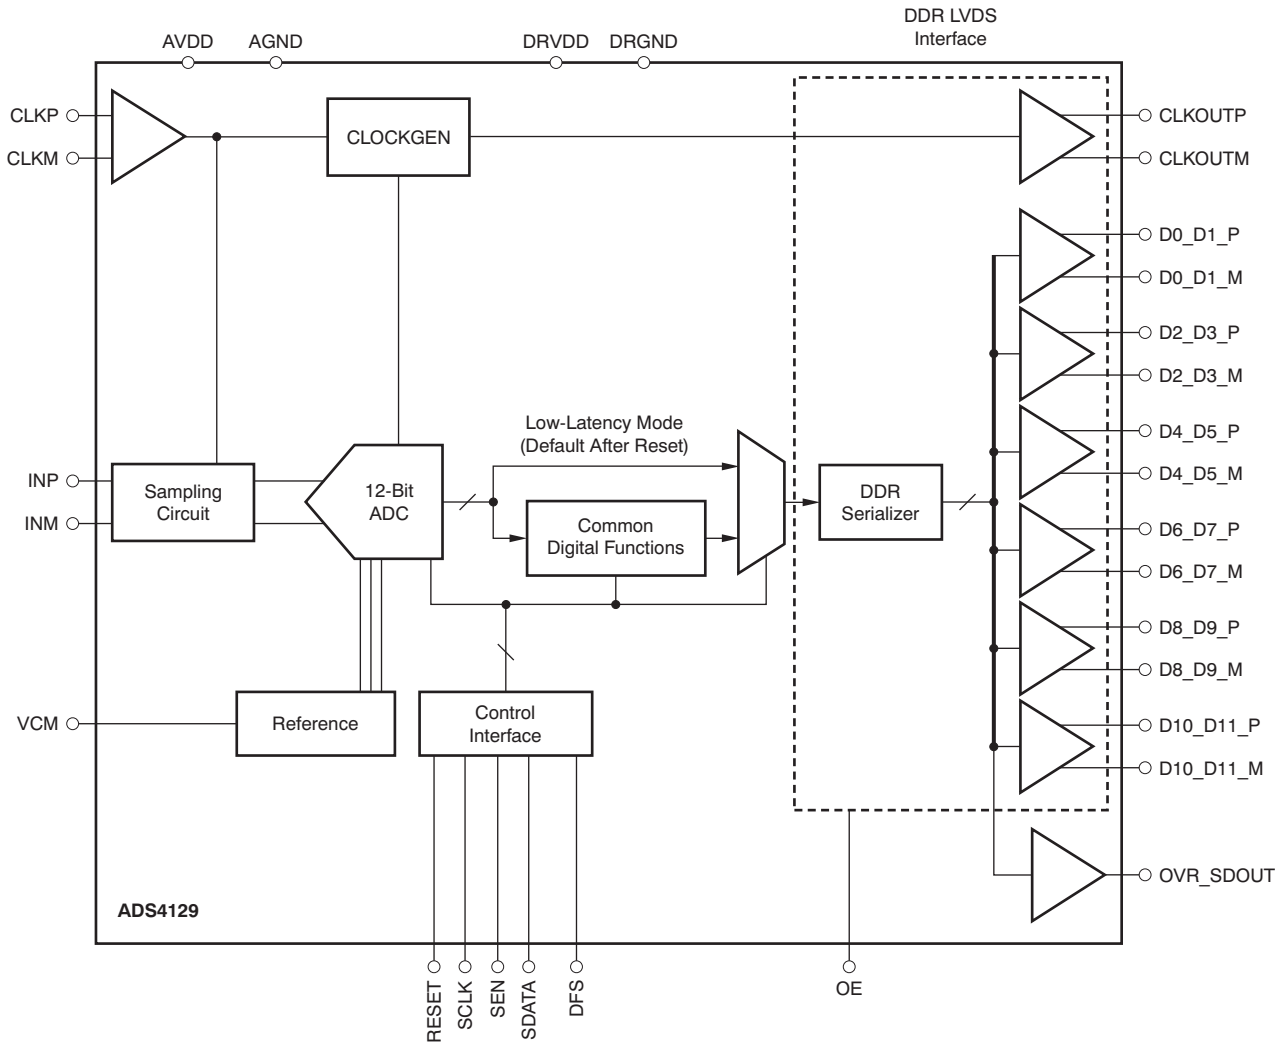 DDR LVDS
Interface
AVDD
AGND
DRVDD
DRGND
CLKP
CLKM
CLOCKGEN
CLKOUTP
CLKOUTM
D0_D1_P
D0_D1_M
D2_D3_P
D2_D3_M
Low-Latency Mode
(Default After Reset)
D4_D5_P
D4_D5_M
INP
INM
Sampling
Circuit
12-Bit
ADC
Common
Digital Functions
DDR
Serializer
D6_D7_P
D6_D7_M
D8_D9_P
D8_D9_M
VCM
Reference
Control
Interface
D10_D11_P
D10_D11_M
OVR_SDOUT
ADS4129
RESET
SCLK
SEN
SDATA
DFS
OE